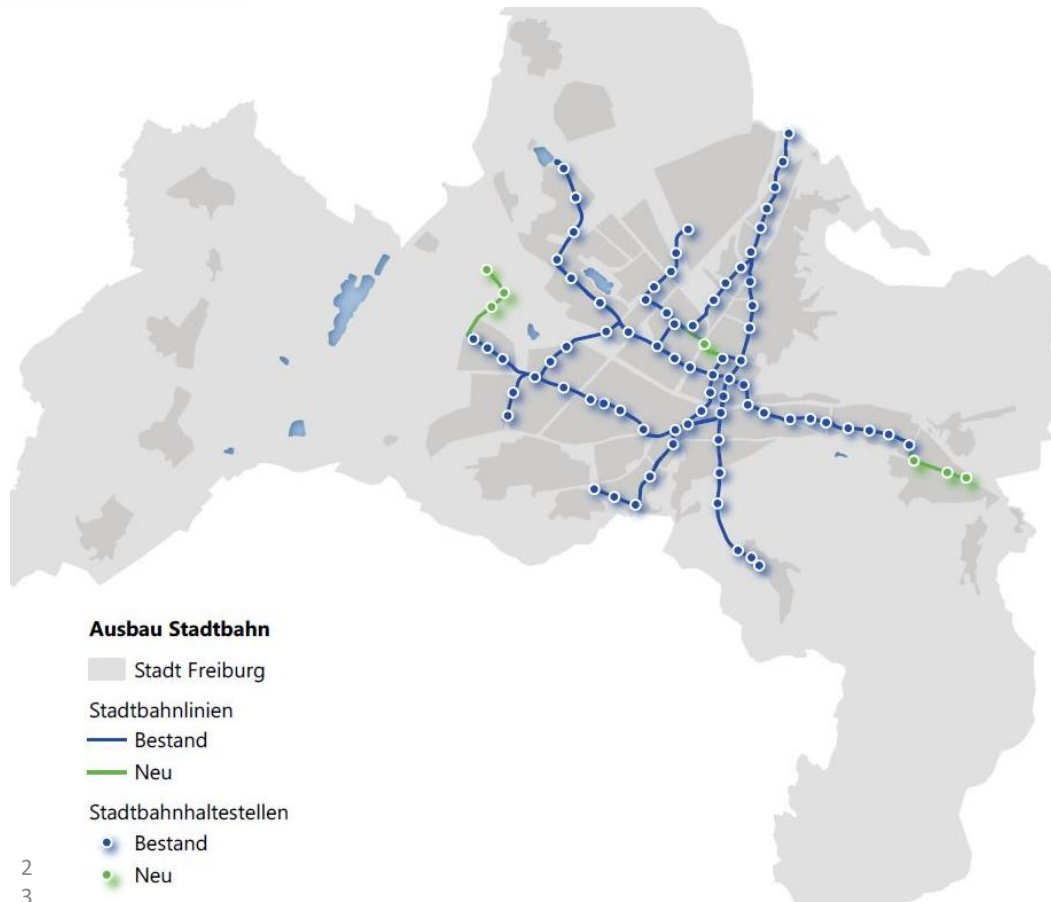 Ausbau Stadtbahn
Stadt Freiburg
Stadtbahnlinien
Bestand
Neu
Stadtbahnhaltestellen
Bestand
Neu
2
3